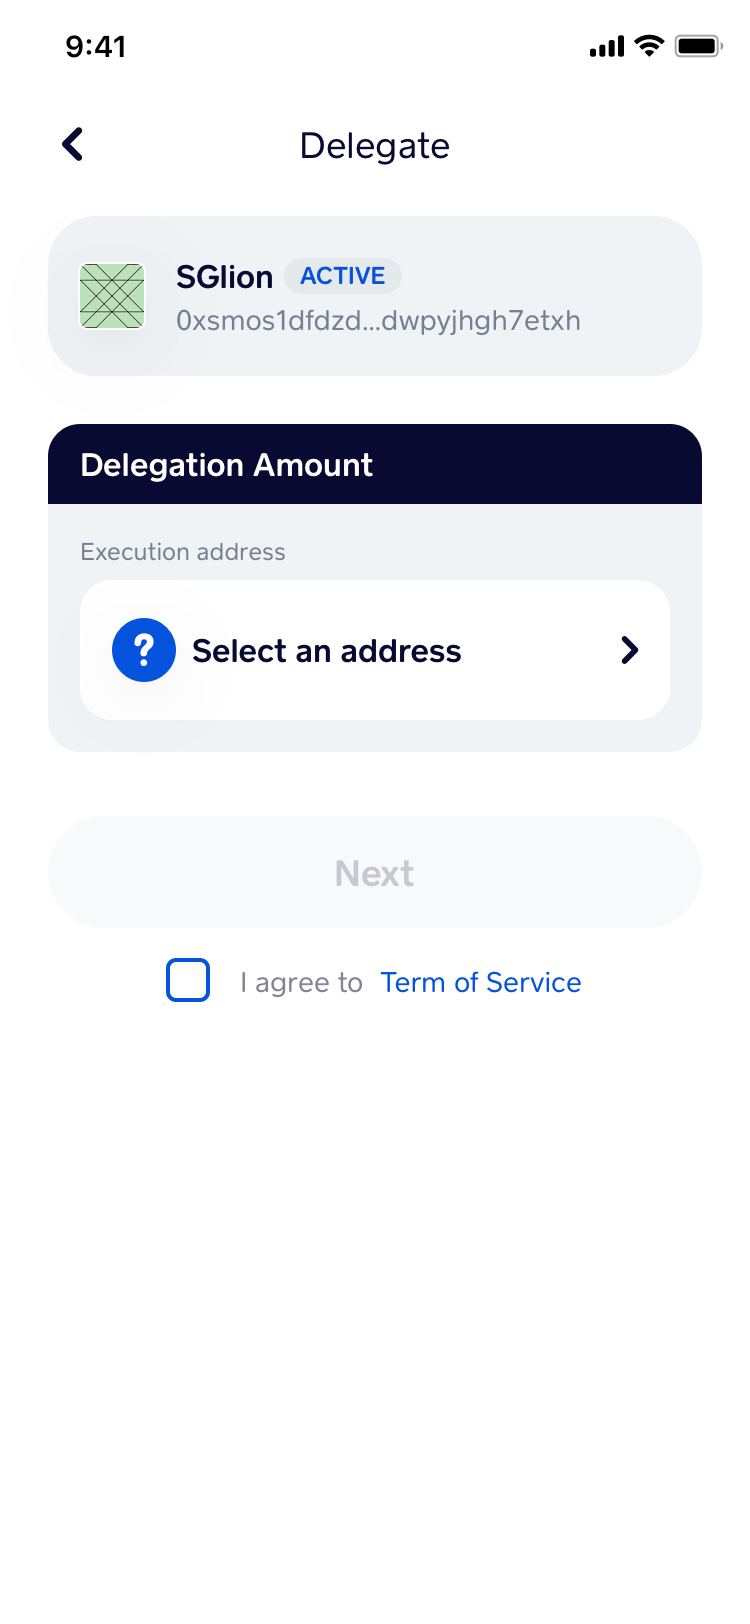 9:41
Delegate
SGlion ACTIVE
0xsmos1dfdzd...dwpyjhgh7etxh
Delegation Amount
Execution address
? Select an address
Next
I agree to Term of Service